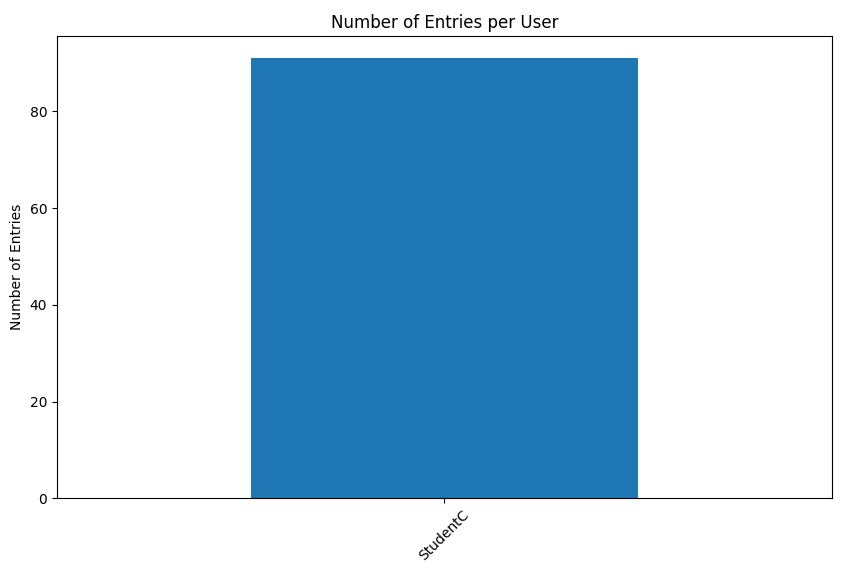 Number of Entries per User
Number of Entries
80
60
40
20
0
StudentC